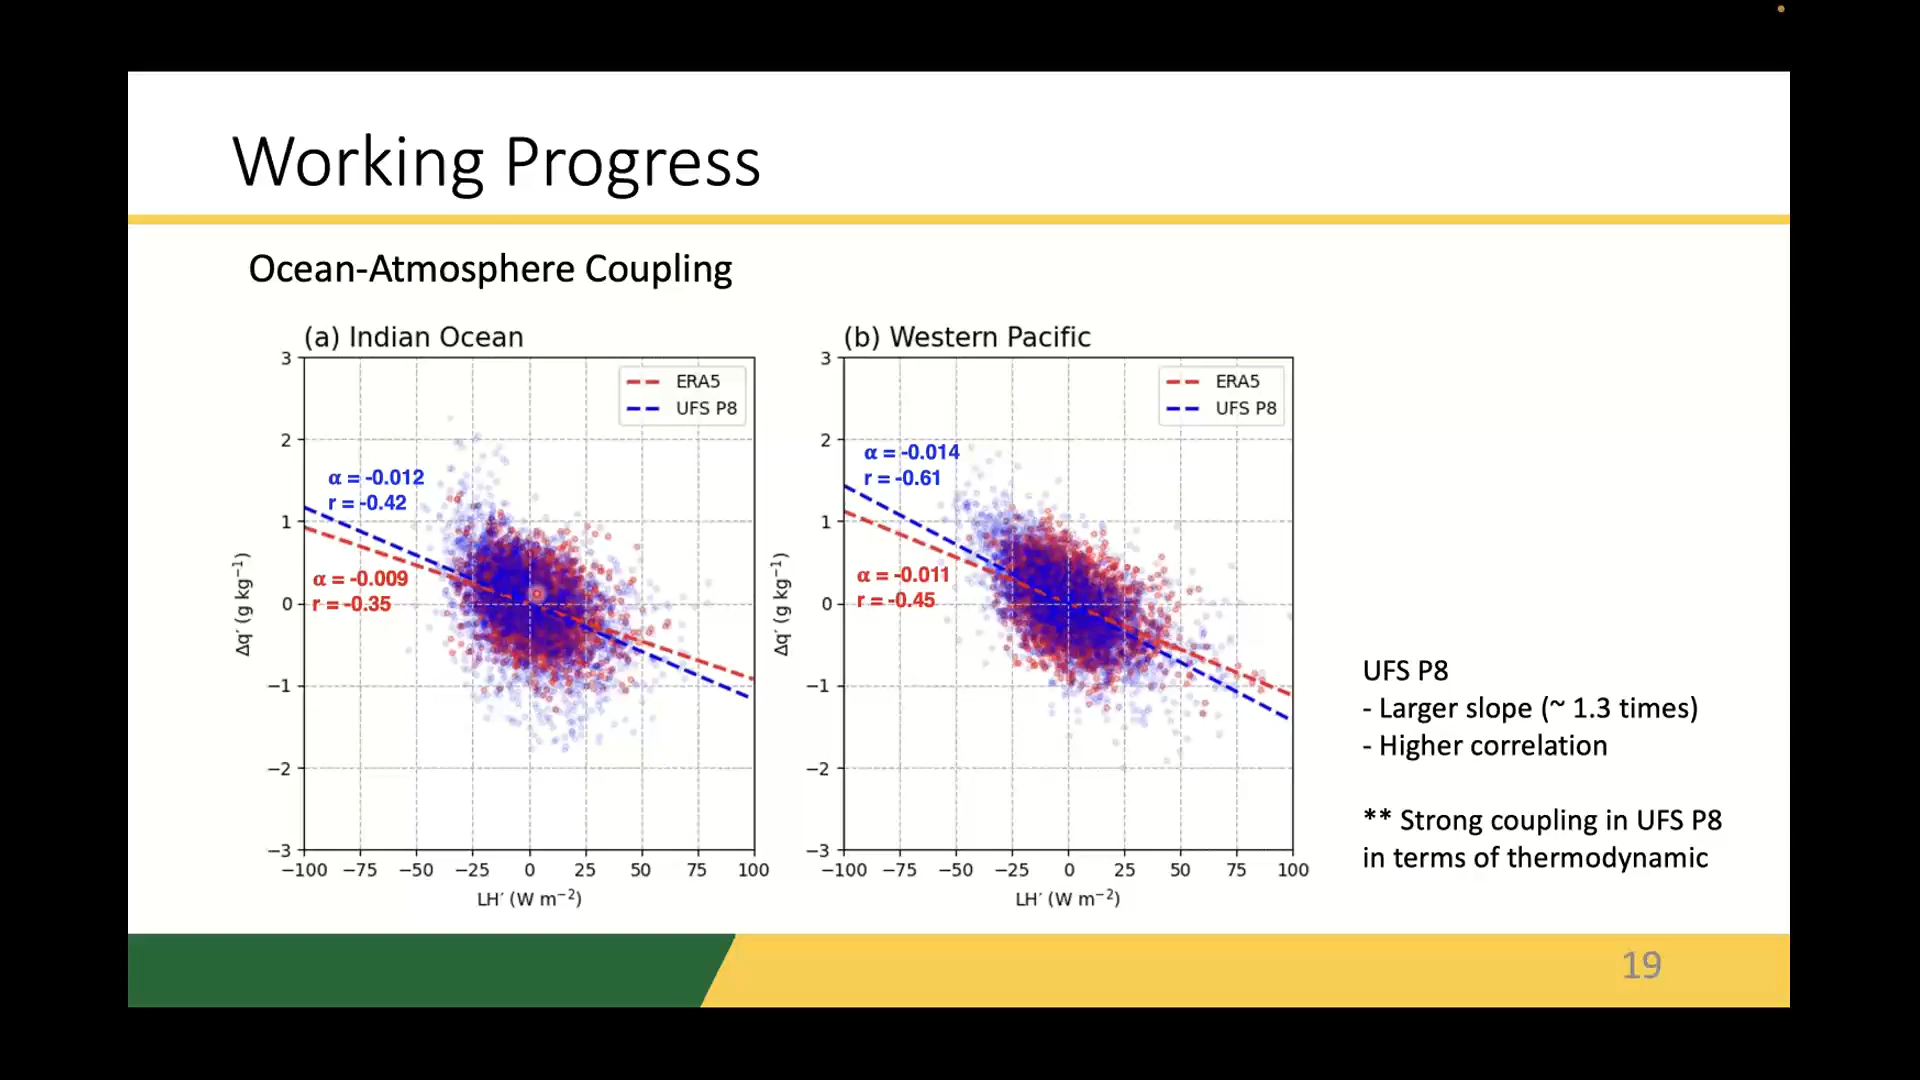 Working Progress
Ocean-Atmosphere Coupling
(a) Indian Ocean
3
2
1
0
−1
−2
−3
Δq′ (g kg⁻¹)
ERA5
UFS P8
α = -0.012
r = -0.42
α = -0.009
r = -0.35
−100 −75 −50 −25 0 25 50 75 100
LH′ (W m⁻²)
(b) Western Pacific
3
2
1
0
−1
−2
−3
Δq′ (g kg⁻¹)
ERA5
UFS P8
α = -0.014
r = -0.61
α = -0.011
r = -0.45
−100 −75 −50 −25 0 25 50 75 100
LH′ (W m⁻²)
UFS P8
- Larger slope (~ 1.3 times)
- Higher correlation
** Strong coupling in UFS P8
in terms of thermodynamic
19